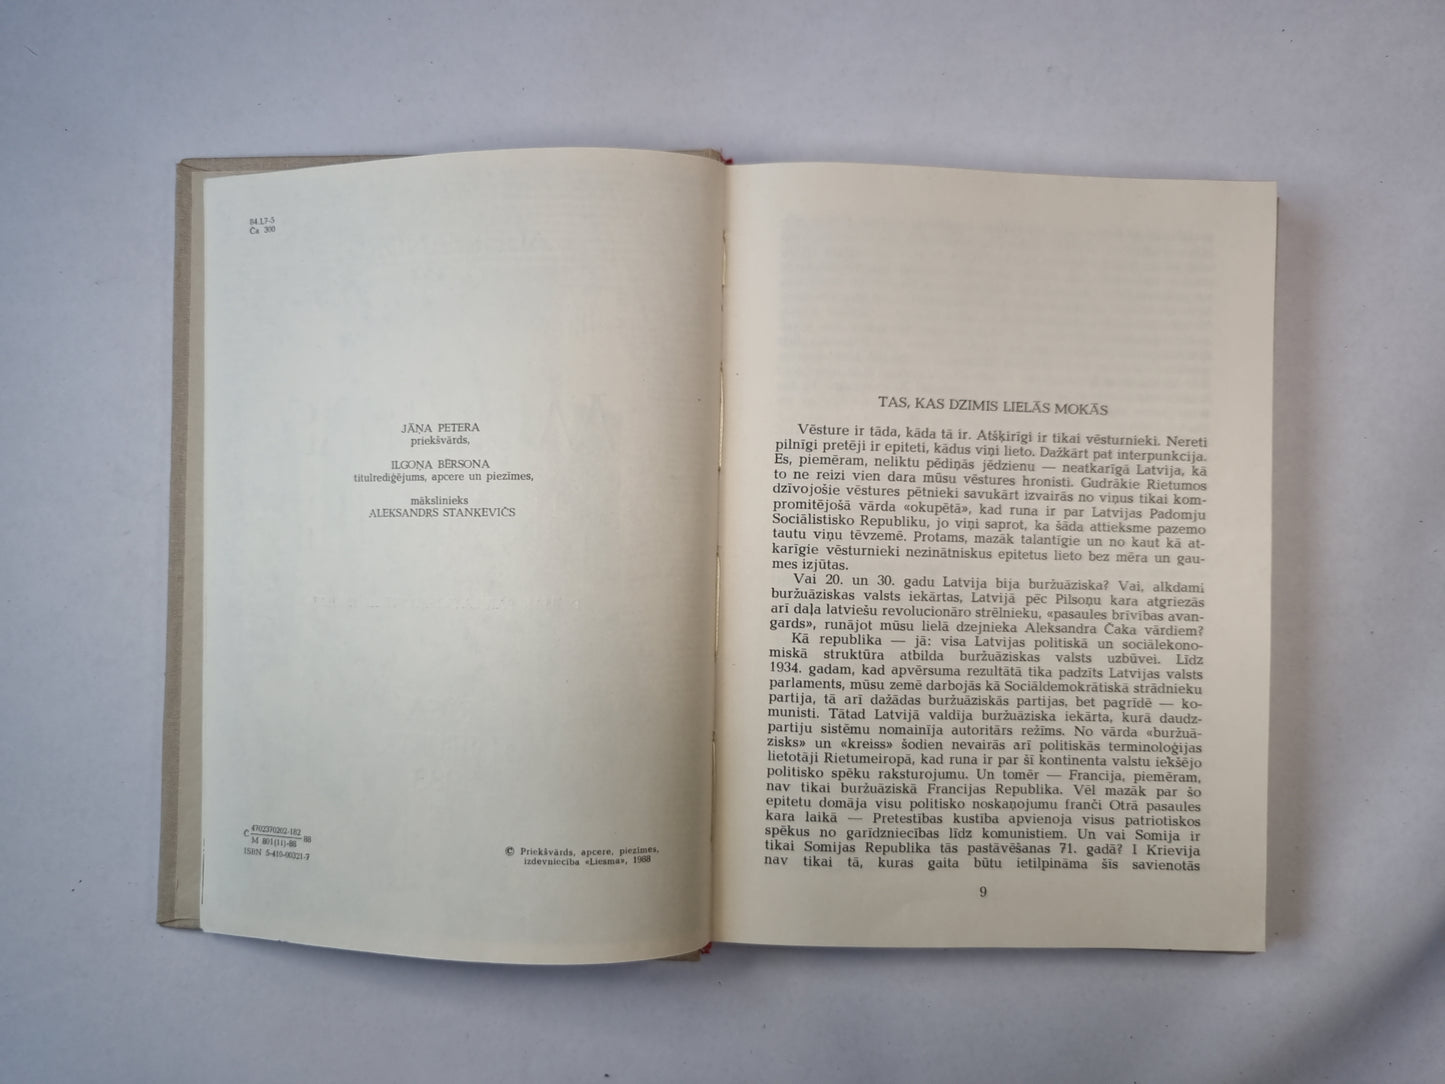 84.L7-5
Ča 300
JĀŅA PETERA
priekšvārds,
ILGOŅA BĒRSONA
titulrediģējums, apcere un piezīmes,
mākslinieks
ALEKSANDRS STANKEVIČS
Č 4702370202-182 88
M 801(11)-88
ISBN 5-410-00321-7
© Priekšvārds, apcere, piezīmes,
izdevniecība «Liesma», 1988
TAS, KAS DZIMIS LIELĀS MOKĀS
Vēsture ir tāda, kāda tā ir. Atšķirīgi ir tikai vēsturnieki. Nereti
pilnīgi pretēji ir epiteti, kādus viņi lieto. Dažkārt pat interpunkcija.
Es, piemēram, neliktu pēdiņās jēdzienu — neatkarīgā Latvija, kā
to ne reizi vien dara mūsu vēstures hronisti. Gudrākie Rietumos
dzīvojošie vēstures pētnieki savukārt izvairās no viņus tikai kom-
promitējošā vārda «okupētā», kad runa ir par Latvijas Padomju
Sociālistisko Republiku, jo viņi saprot, ka šāda attieksme pazemo
tautu viņu tēvzemē. Protams, mazāk talantīgie un no kaut kā at-
karīgie vēsturnieki nezinātniskus epitetus lieto bez mēra un gau-
mes izjūtas.
Vai 20. un 30. gadu Latvija bija buržuāziska? Vai, alkdami
buržuāziskas valsts iekārtas, Latvijā pēc Pilsoņu kara atgriezās
arī daļa latviešu revolucionāro strēlnieku, «pasaules brīvības avan-
gards», runājot mūsu lielā dzejnieka Aleksandra Čaka vārdiem?
Kā republika — jā: visa Latvijas politiskā un sociālekono-
miskā struktūra atbilda buržuāziskas valsts uzbūvei. Līdz
1934. gadam, kad apvērsuma rezultātā tika padzīts Latvijas valsts
parlaments, mūsu zemē darbojās kā Sociāldemokrātiskā strādnieku
partija, tā arī dažādas buržuāziskās partijas, bet pagrīdē — ko-
munisti. Tātad Latvijā valdīja buržuāziska iekārta, kurā daudz-
partiju sistēmu nomainīja autoritārs režīms. No vārda «buržuā-
zisks» un «kreiss» šodien nevairās arī politiskās terminoloģijas
lietotāji Rietumeiropā, kad runa ir par šī kontinenta valstu iekšējo
politisko spēku raksturojumu. Un tomēr — Francija, piemēram,
nav tikai buržuāziskā Francijas Republika. Vēl mazāk par šo
epitetu domāja visu politisko noskaņojumu franči Otrā pasaules
kara laikā — Pretestības kustība apvienoja visus patriotiskos
spēkus no garīdzniecības līdz komunistiem. Un vai Somija ir
tikai Somijas Republika tās pastāvēšanas 71. gadā? I Krievija
nav tikai tā, kuras gaita būtu ietilpināma šīs savienotās
9